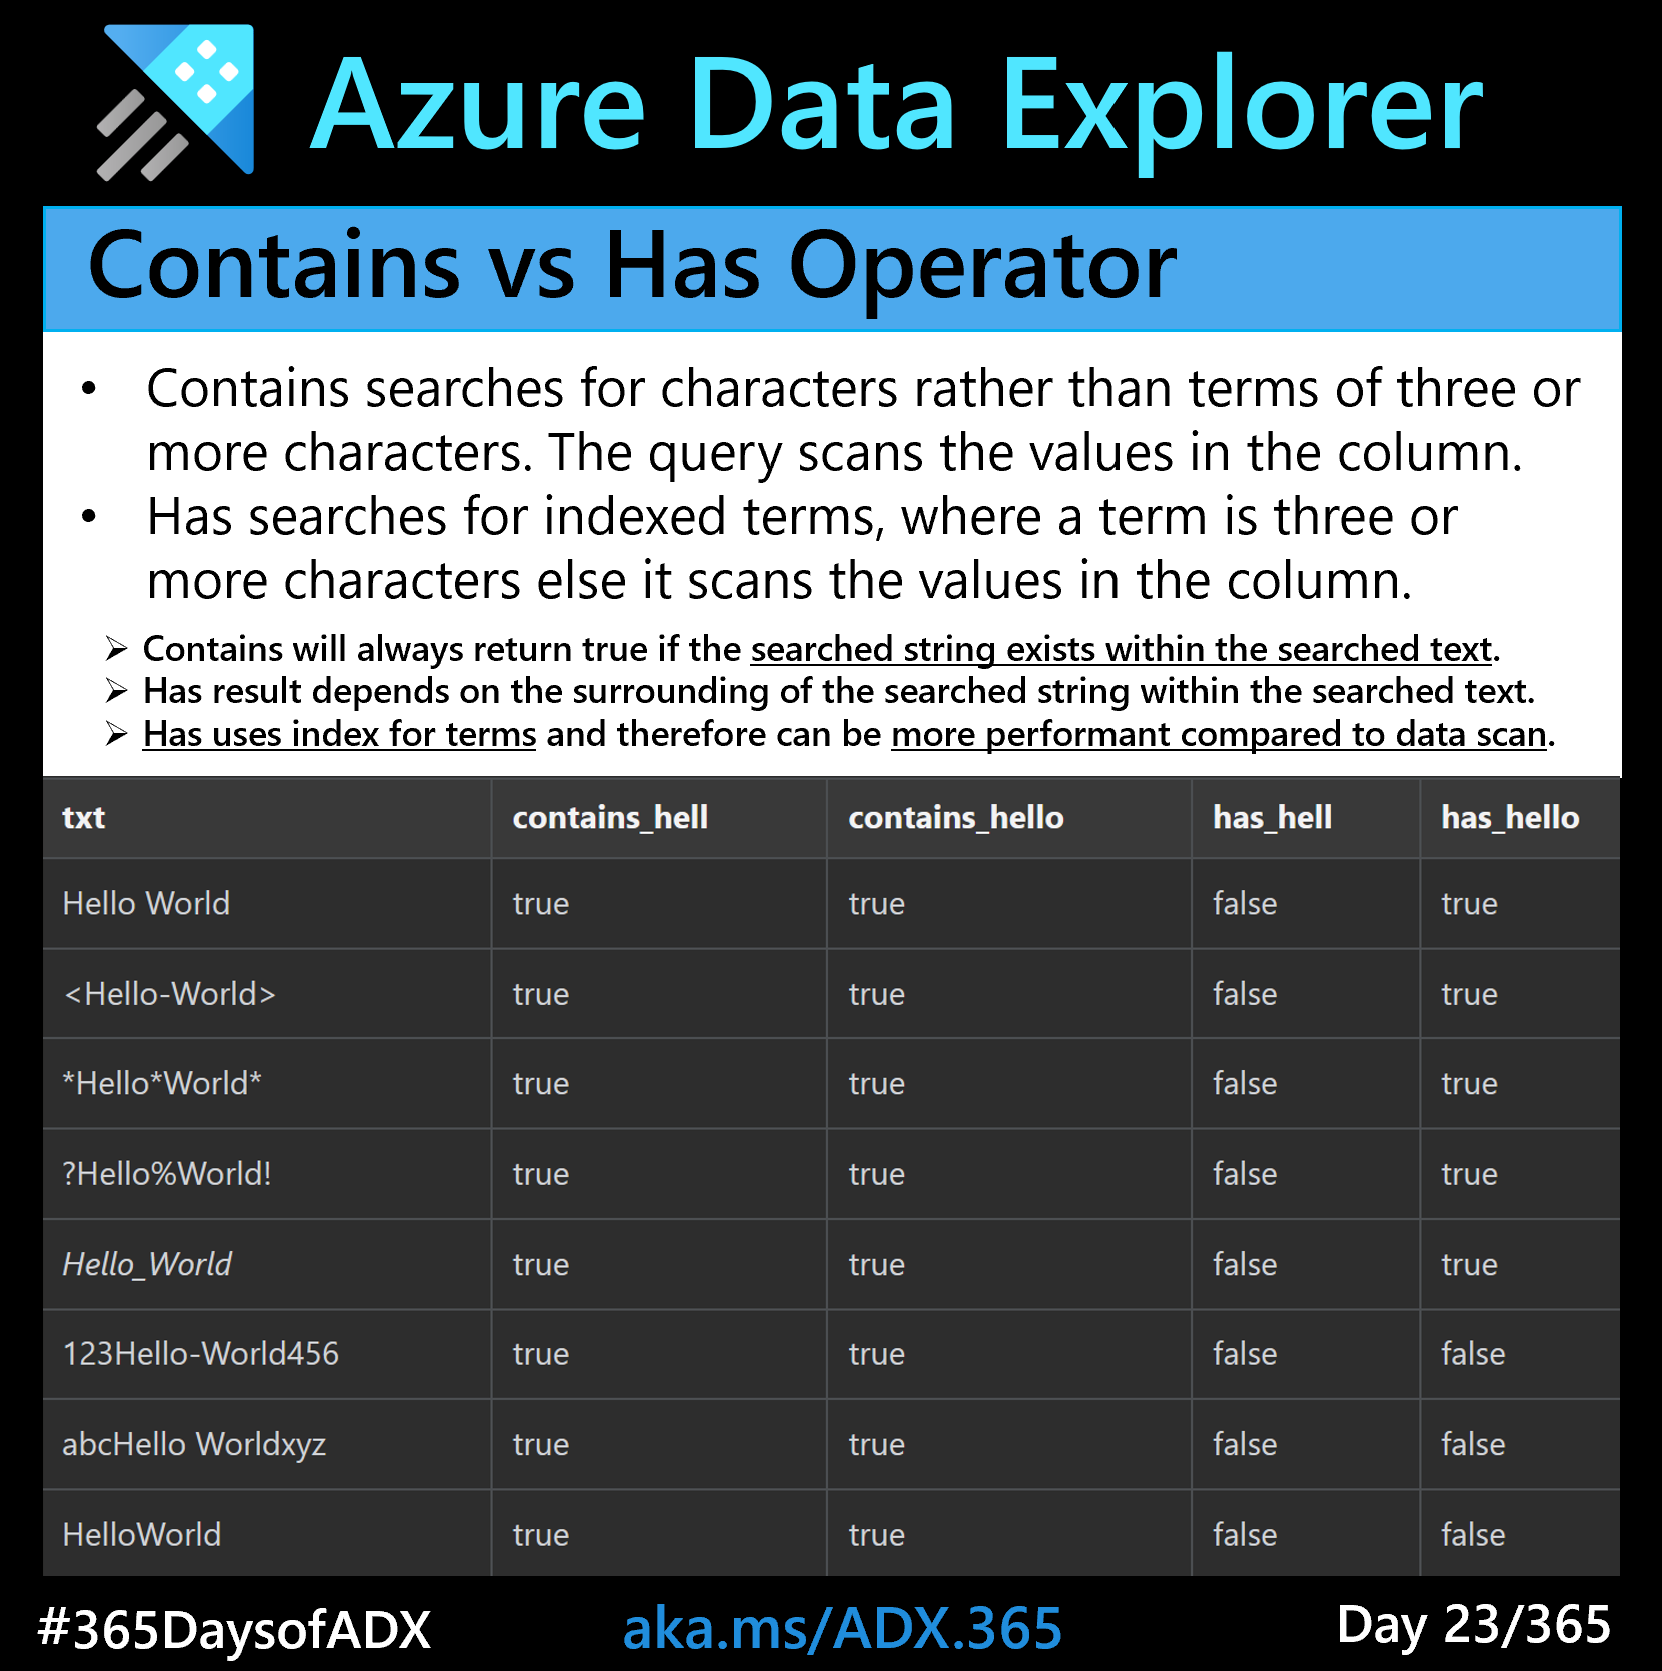 Azure Data Explorer
Contains vs Has Operator
• Contains searches for characters rather than terms of three or
more characters. The query scans the values in the column.
• Has searches for indexed terms, where a term is three or
more characters else it scans the values in the column.
➢ Contains will always return true if the searched string exists within the searched text.
➢ Has result depends on the surrounding of the searched string within the searched text.
➢ Has uses index for terms and therefore can be more performant compared to data scan.
txt contains_hell contains_hello has_hell has_hello
Hello World true true false true
<Hello-World> true true false true
*Hello*World* true true false true
?Hello%World! true true false true
Hello_World true true false true
123Hello-World456 true true false false
abcHello Worldxyz true true false false
HelloWorld true true false false
#365DaysofADX aka.ms/ADX.365 Day 23/365